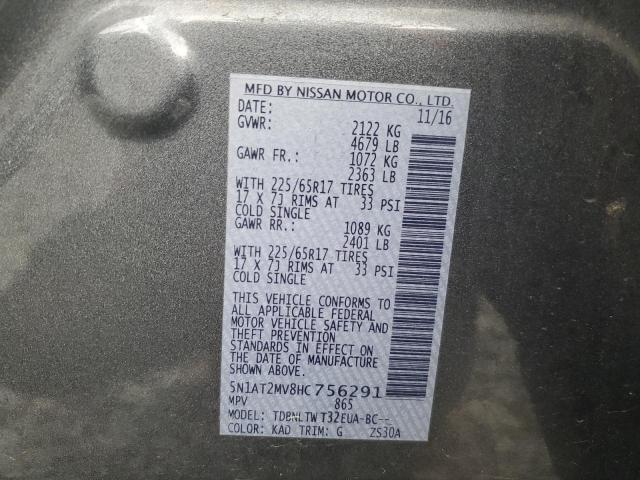 MFD BY NISSAN MOTOR CO., LTD.
DATE: 11/16
GVWR: 2122 KG
4679 LB
GAWR FR.: 1072 KG
2363 LB
WITH 225/65R17 TIRES
17 X 7J RIMS AT 33 PSI
COLD SINGLE
GAWR RR.: 1089 KG
2401 LB
WITH 225/65R17 TIRES
17 X 7J RIMS AT 33 PSI
COLD SINGLE
THIS VEHICLE CONFORMS TO
ALL APPLICABLE FEDERAL
MOTOR VEHICLE SAFETY AND
THEFT PREVENTION
STANDARDS IN EFFECT ON
THE DATE OF MANUFACTURE
SHOWN ABOVE.
5N1AT2MV8HC756291
MPV 865
MODEL: TDBNLTW T32EUA-BC--
COLOR: KAD TRIM: G ZS30A